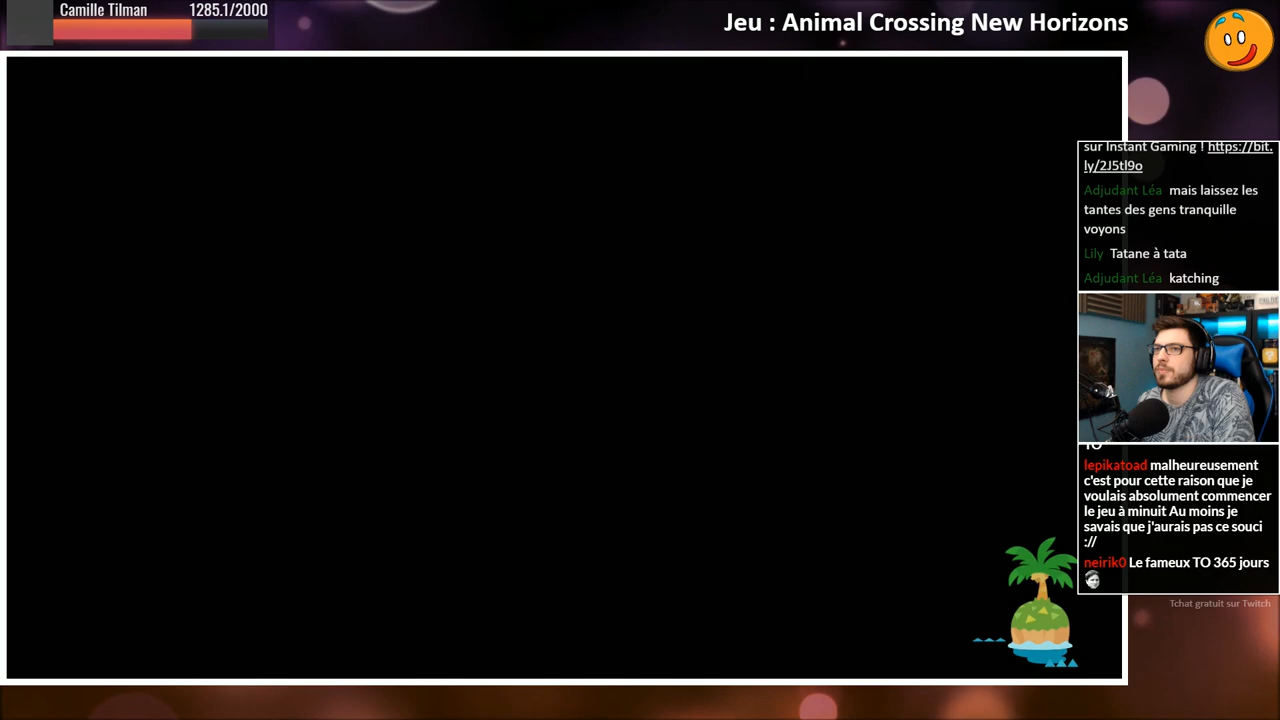 Camille Tilman 1285.1/2000
Jeu : Animal Crossing New Horizons
sur Instant Gaming ! https://bit.
ly/2J5tl9o
Adjudant Léa mais laissez les
tantes des gens tranquille
voyons
Lily Tatane à tata
Adjudant Léa katching
lepikatoad malheureusement
c'est pour cette raison que je
voulais absolument commencer
le jeu à minuit Au moins je
savais que j'aurais pas ce souci
://
neirik0 Le fameux TO 365 jours
Tchat gratuit sur Twitch